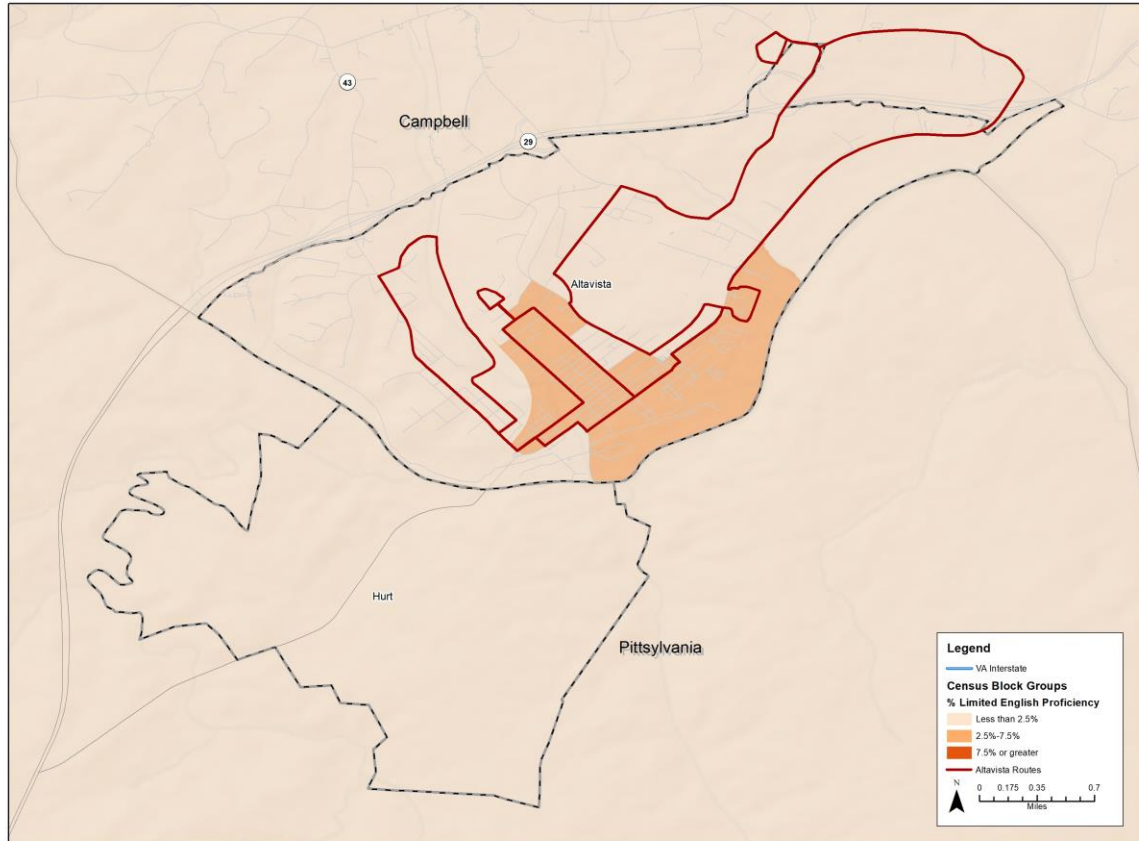 43
Campbell
29
Altavista
Hurt
Pittsylvania
Legend
VA Interstate
Census Block Groups
% Limited English Proficiency
Less than 2.5%
2.5%-7.5%
7.5% or greater
Altavista Routes
N
0 0.175 0.35 0.7
Miles